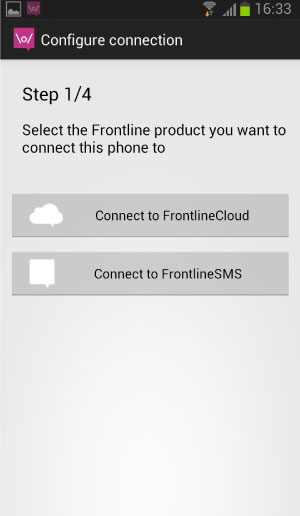 16:33
\o/ Configure connection
Step 1/4
Select the Frontline product you want to
connect this phone to
Connect to FrontlineCloud
Connect to FrontlineSMS